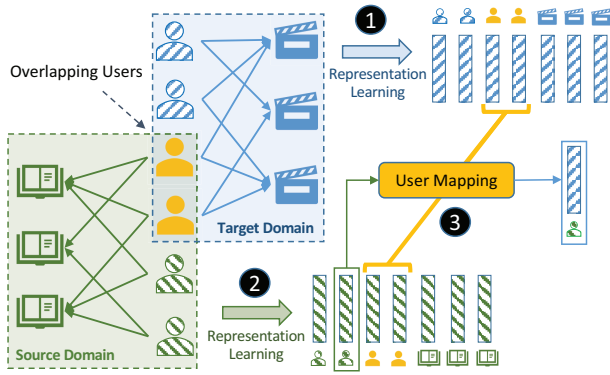 1
Representation
Learning
Overlapping Users
User Mapping
Target Domain
3
2
Representation
Learning
Source Domain